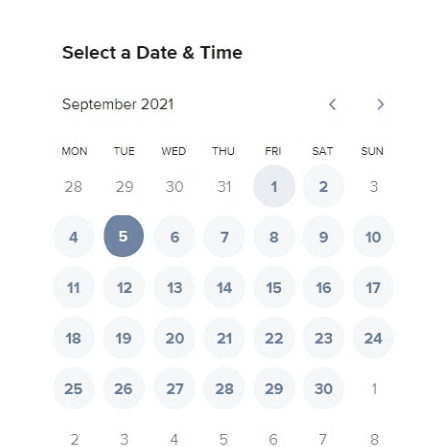 Select a Date & Time
September 2021
MON TUE WED THU FRI SAT SUN
28 29 30 31 1 2 3
4 5 6 7 8 9 10
11 12 13 14 15 16 17
18 19 20 21 22 23 24
25 26 27 28 29 30 1
2 3 4 5 6 7 8